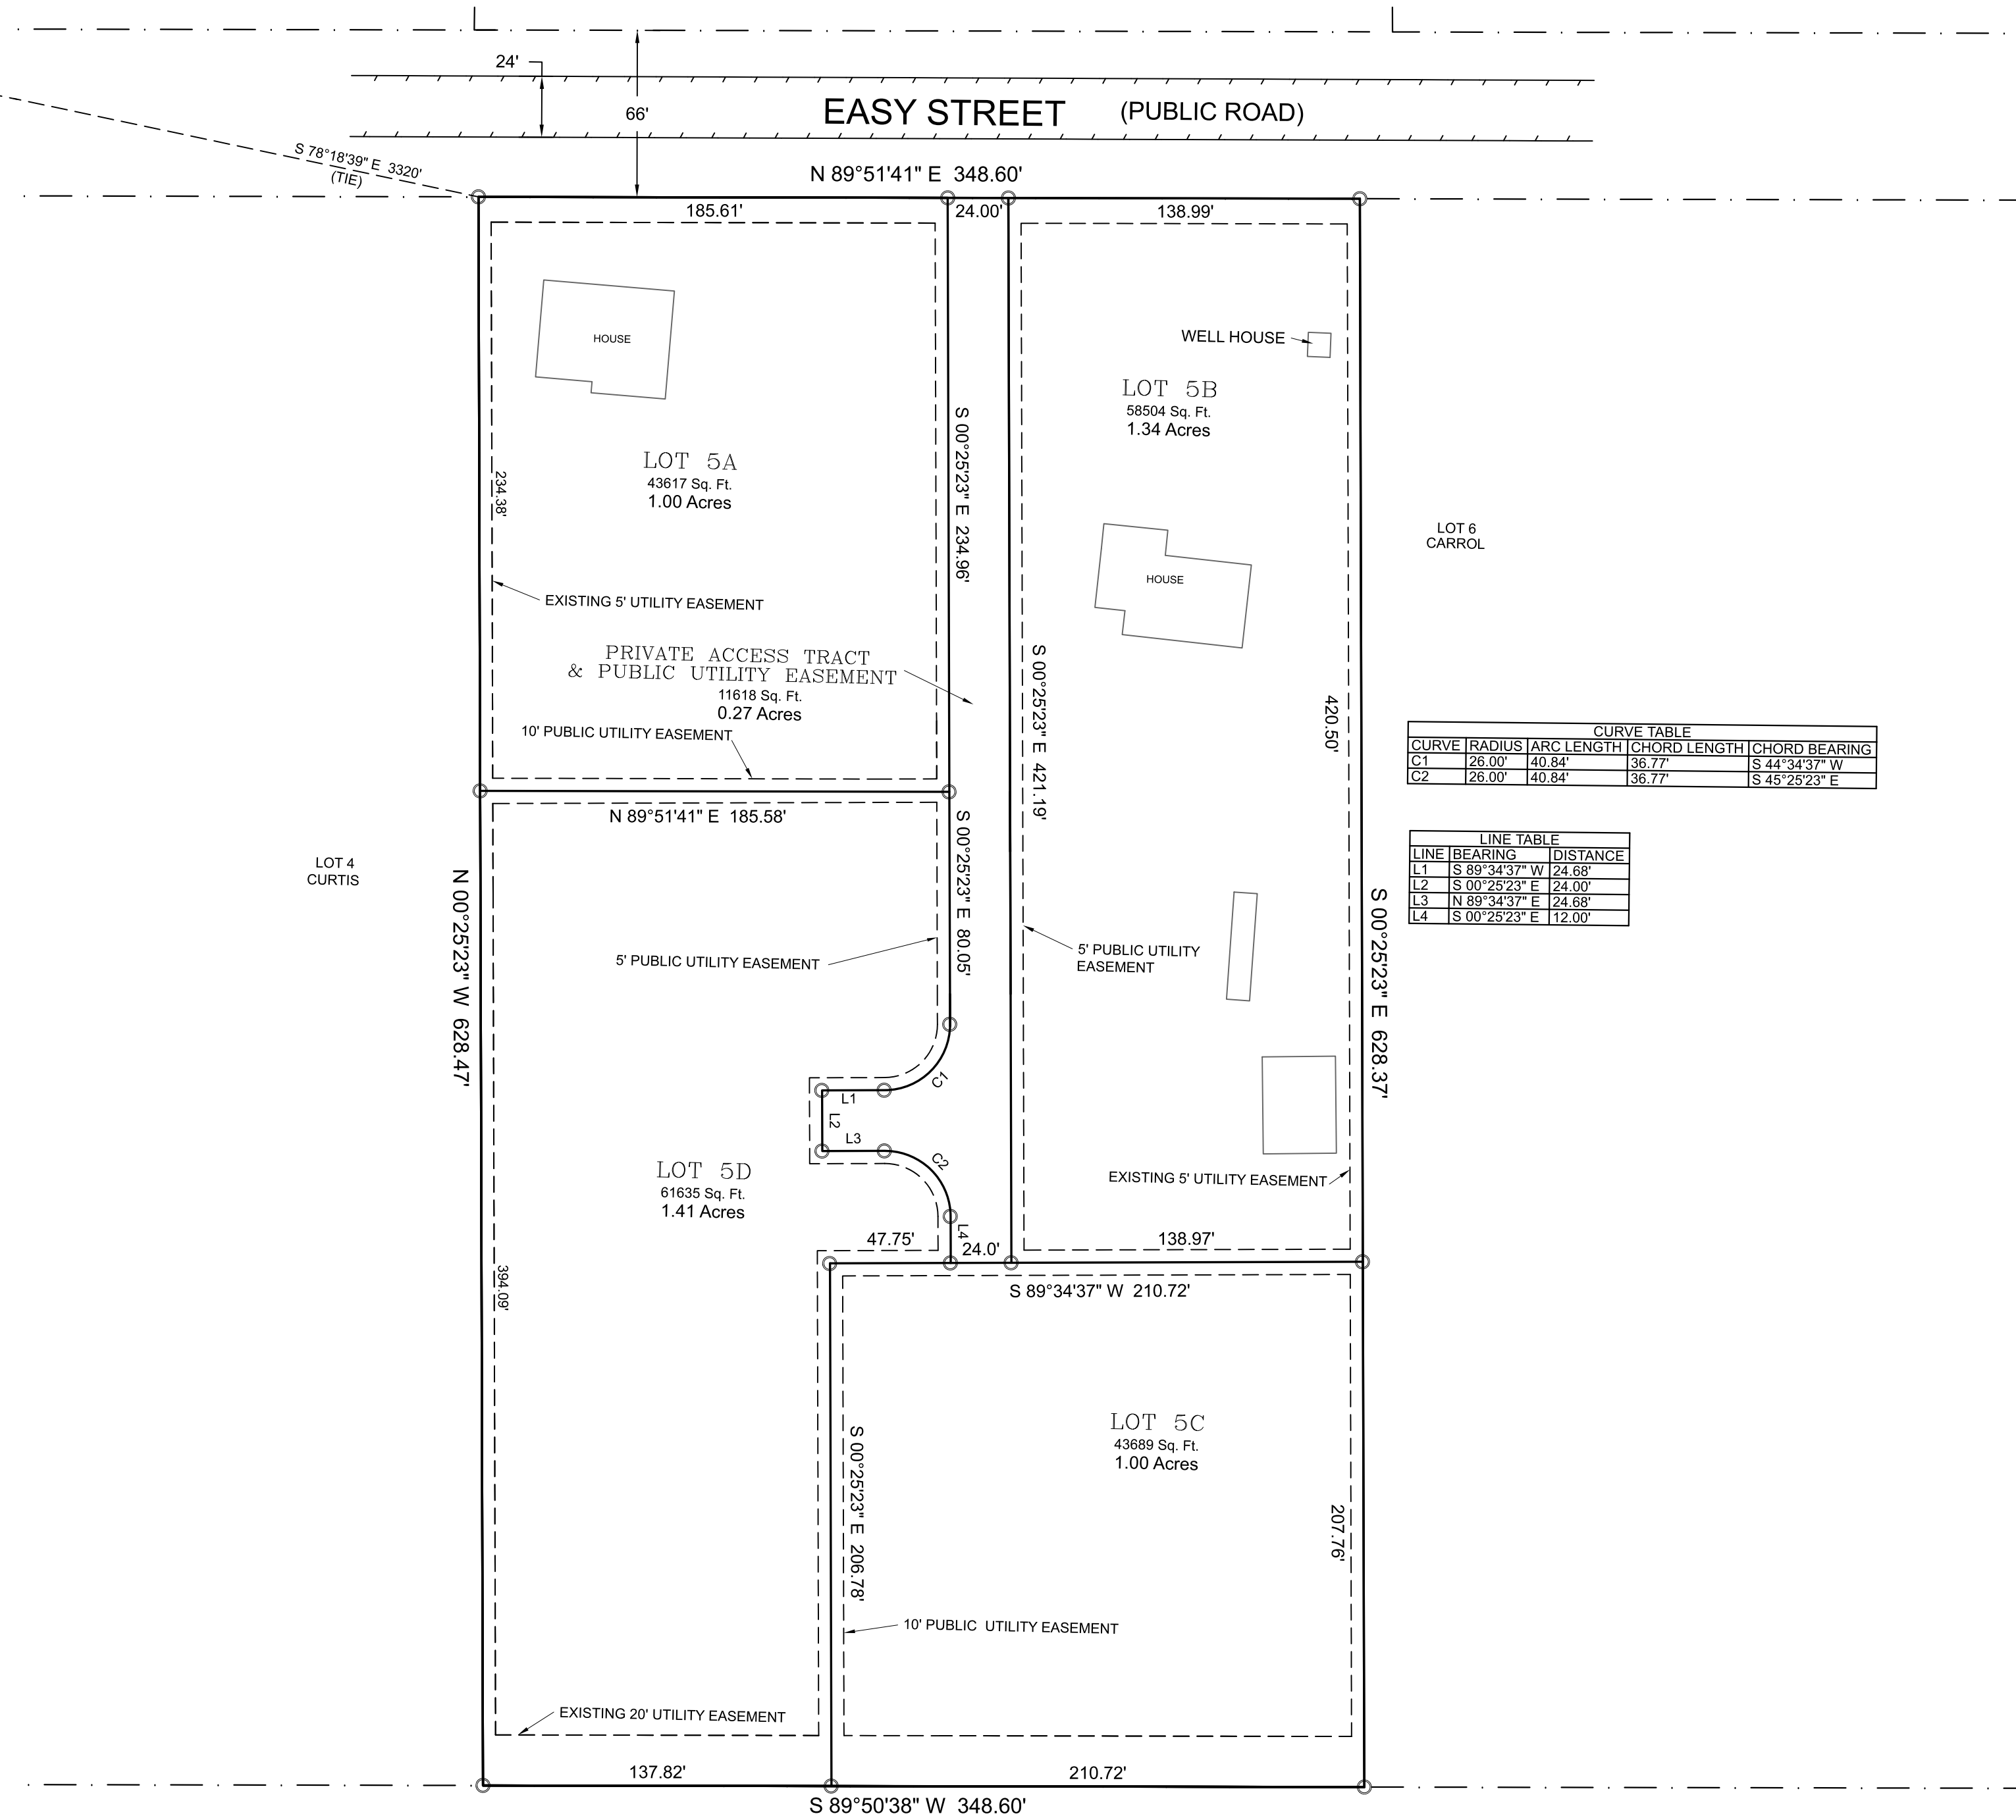 24'
66'
EASY STREET (PUBLIC ROAD)
S 78°18'39" E 3320'
(TIE)
N 89°51'41" E 348.60'
185.61'
24.00'
138.99'
HOUSE
WELL HOUSE
LOT 5B
58504 Sq. Ft.
1.34 Acres
LOT 5A
43617 Sq. Ft.
1.00 Acres
234.38'
S 00°25'23" E 234.96'
LOT 6
CARROL
HOUSE
EXISTING 5' UTILITY EASEMENT
PRIVATE ACCESS TRACT
& PUBLIC UTILITY EASEMENT
11618 Sq. Ft.
0.27 Acres
10' PUBLIC UTILITY EASEMENT
S 00°25'23" E 421.19'
420.50'
CURVE TABLE
CURVE RADIUS ARC LENGTH CHORD LENGTH CHORD BEARING
C1 26.00' 40.84' 36.77' S 44°34'37" W
C2 26.00' 40.84' 36.77' S 45°25'23" E
LINE TABLE
LINE BEARING DISTANCE
L1 S 89°34'37" W 24.68'
L2 S 00°25'23" E 24.00'
L3 N 89°34'37" E 24.68'
L4 S 00°25'23" E 12.00'
N 89°51'41" E 185.58'
S 00°25'23" E 80.05'
LOT 4
CURTIS
N 00°25'23" W 628.47'
S 00°25'23" E 628.37'
5' PUBLIC UTILITY EASEMENT
5' PUBLIC UTILITY
EASEMENT
C1
L1
L2
L3
C2
LOT 5D
61635 Sq. Ft.
1.41 Acres
EXISTING 5' UTILITY EASEMENT
L4
47.75'
24.0'
138.97'
394.09'
S 89°34'37" W 210.72'
LOT 5C
43689 Sq. Ft.
1.00 Acres
S 00°25'23" E 206.78'
207.76'
10' PUBLIC UTILITY EASEMENT
EXISTING 20' UTILITY EASEMENT
137.82'
210.72'
S 89°50'38" W 348.60'